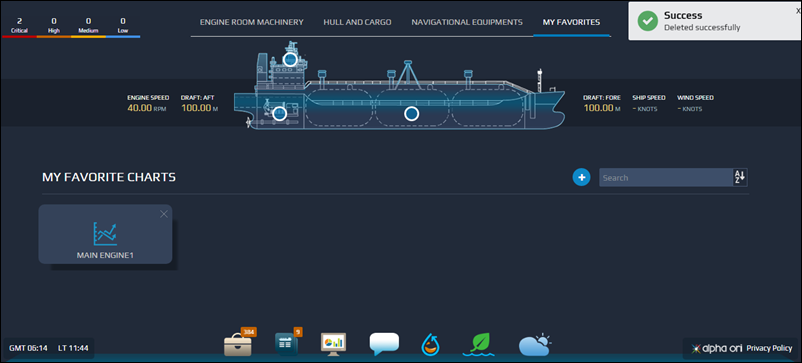 2 0 0 0
Critical High Medium Low
ENGINE ROOM MACHINERY HULL AND CARGO NAVIGATIONAL EQUIPMENTS MY FAVORITES
X
Success
Deleted successfully
ENGINE SPEED DRAFT: AFT
40.00 RPM 100.00 M
DRAFT: FORE SHIP SPEED WIND SPEED
100.00 M - KNOTS - KNOTS
MY FAVORITE CHARTS
Search
A
Z
MAIN ENGINE1
384
9
GMT 06:14 LT 11:44
alpha ori Privacy Policy